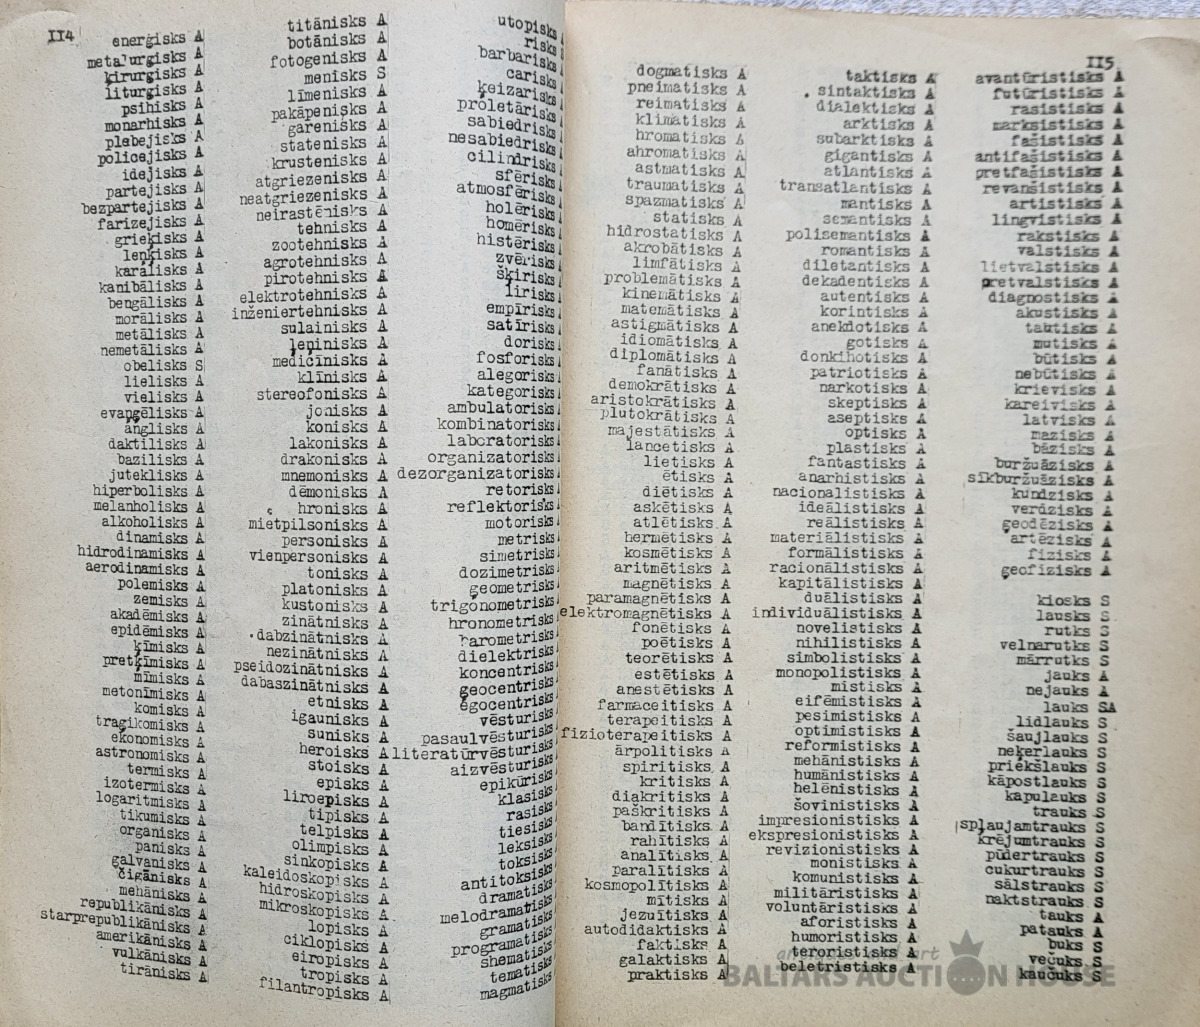 114
energisks A
metalurgisks A
ķirurgisks A
liturgisks A
psihisks A
monarhisks A
plebejisks A
policejisks A
idejisks A
partejisks A
bezpartejisks A
farizejisks A
grieķisks A
leņķisks A
karālisks A
kanibālisks A
bengālisks A
morālisks A
metālisks A
nemetālisks A
obelisks S
lielisks A
vielisks A
evaņģēlisks A
anglisks A
daktilisks A
bazilisks A
juteklisks A
hiperbolisks A
melanholisks A
alkoholisks A
dinamisks A
hidrodinamisks A
aerodinamisks A
polemisks A
zemisks A
akadēmisks A
epidēmisks A
ķīmisks A
pretķīmisks A
mīmisks A
metonīmisks A
komisks A
traģikomisks A
ekonomisks A
astronomisks A
termisks A
izotermisks A
logaritmisks A
tikumisks A
organisks A
panisks A
galvanisks A
čigānisks A
mehānisks A
republikānisks A
starprepublikānisks A
amerikānisks A
vulkānisks A
tirānisks A
titānisks A
botānisks A
fotogenisks A
menisks S
līmenisks A
pakāpenisks A
garenisks A
statenisks A
krustenisks A
atgriezenisks A
neatgriezenisks A
neirastēnisks A
tehnisks A
zootehnisks A
agrotehnisks A
pirotehnisks A
elektrotehnisks A
inženiertehnisks A
sulainisks A
ļeņinisks A
medicīnisks A
klīnisks A
stereofonisks A
jonisks A
konisks A
lakonisks A
drakonisks A
mnemonisks A
dēmonisks A
hronisks A
mietpilsonisks A
personisks A
vienpersonisks A
tonisks A
platonisks A
kustonisks A
zinātnisks A
dabzinātnisks A
nezinātnisks A
pseidozinātnisks A
dabaszinātnisks A
etnisks A
igaunisks A
sunisks A
heroisks A
stoisks A
episks A
liroepisks A
tipisks A
telpisks A
olimpisks A
sinkopisks A
kaleidoskopisks A
hidroskopisks A
mikroskopisks A
lopisks A
ciklopisks A
eiropisks A
tropisks A
filantropisks A
utopisks A
risks S
barbarisks
carisks
ķeizarisks
proletārisks
sabiedrisks
nesabiedrisks
cilindrisks
sfērisks
atmosfērisks
holērisks
homērisks
histērisks
zvērisks
šķirisks
lirisks
empīrisks
satīrisks
dorisks
fosforisks
alegorisks
kategorisks
ambulatorisks
kombinatorisks
laboratorisks
organizatorisks
dezorganizatorisks
retorisks
reflektorisks
motorisks
metrisks
simetrisks
dozimetrisks
ģeometrisks
trigonometrisks
hronometrisks
barometrisks
dielektrisks
koncentrisks
ģeocentrisks
egocentrisks
vēsturisks
pasaulvēsturisks
literatūrvēsturisks
aizvēsturisks
epikūrisks
klasisks
rasisks
tiesisks
leksisks
toksisks
antitoksisks
dramatisks
melodramatisks
gramatisks
programatisks
shematisks
tematisks
magmatisks
115
dogmatisks A
pneimatisks A
reimatisks A
klimatisks A
hromatisks A
ahromatisks A
astmatisks A
traumatisks A
spazmatisks A
statisks A
hidrostatisks A
akrobātisks A
limfātisks A
problemātisks A
kinemātisks A
matemātisks A
astigmātisks A
idiomātisks A
diplomātisks A
fanātisks A
demokrātisks A
aristokrātisks A
plutokrātisks A
majestātisks A
lancetisks A
lietisks A
ētisks A
diētisks A
askētisks A
atlētisks A
hermētisks A
kosmētisks A
aritmētisks A
magnētisks A
paramagnētisks A
elektromagnētisks A
fonētisks A
poētisks A
teorētisks A
estētisks A
anestētisks A
farmaceitisks A
terapeitisks A
fizioterapeitisks A
ārpolitisks A
spiritisks A
kritisks A
diakritisks A
paškritisks A
bandītisks A
rahītisks A
analītisks A
paralītisks A
kosmopolītisks A
mītisks A
jezuītisks A
autodidaktisks A
faktisks A
galaktisks A
praktisks A
taktisks A
sintaktisks A
dialektisks A
arktisks A
subarktisks A
gigantisks A
atlantisks A
transatlantisks A
mantisks A
semantisks A
polisemantisks A
romantisks A
diletantisks A
dekadentisks A
autentisks A
korintisks A
anekdotisks A
gotisks A
donkihotisks A
patriotisks A
narkotisks A
skeptisks A
aseptisks A
optisks A
plastisks A
fantastisks A
anarhistisks A
nacionalistisks A
ideālistisks A
reālistisks A
materiālistisks A
formālistisks A
racionālistisks A
kapitālistisks A
duālistisks A
individuālistisks A
novelistisks A
nihilistisks A
simbolistisks A
monopolistisks A
mistisks A
eifēmistisks A
pesimistisks A
optimistisks A
reformistisks A
mehānistisks A
humānistisks A
helēnistisks A
šovinistisks A
impresionistisks A
ekspresionistisks A
revizionistisks A
monistisks A
komunistisks A
militāristisks A
voluntāristisks A
aforistisks A
humoristisks A
teroristisks A
beletristisks A
avantūristisks A
futūristisks A
rasistisks A
marksistisks A
fašistisks A
antifašistisks A
pretfašistisks A
revanšistisks A
artistisks A
lingvistisks A
rakstisks A
valstisks A
lietvalstisks A
pretvalstisks A
diagnostisks A
akustisks A
tautisks A
mutisks A
būtisks A
nebūtisks A
krievisks A
kareivisks A
latvisks A
mazisks A
bāzisks A
buržuāzisks A
sīkburžuāzisks A
kundzisks A
verdzisks A
ģeodēzisks A
artēzisks A
fizisks A
ģeofizisks A
kiosks S
lausks S
rutks S
velnarutks S
mārrutks S
jauks A
nejauks A
lauks SA
lidlauks S
šaujlauks S
neķerlauks S
priekšlauks S
kāpostlauks S
kapulauks S
trauks S
spļaujamtrauks S
krējumtrauks S
pūdertrauks S
cukurtrauks S
sālstrauks S
naktstrauks S
tauks A
patauks A
buks S
večuks S
kaučuks S
BALTARS AUCTION HOUSE